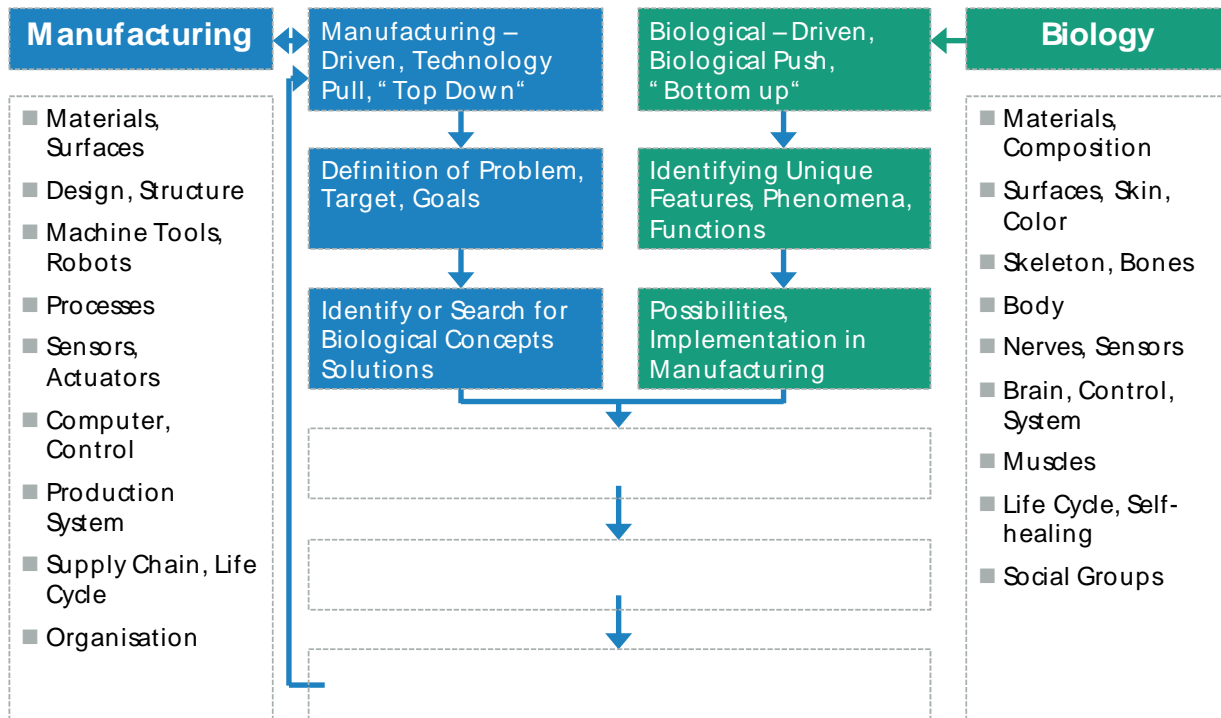 Manufacturing
Materials,
Surfaces
Design, Structure
Machine Tools,
Robots
Processes
Sensors,
Actuators
Computer,
Control
Production
System
Supply Chain, Life
Cycle
Organisation
Manufacturing –
Driven, Technology
Pull, “ Top Down“
Definition of Problem,
Target, Goals
Identify or Search for
Biological Concepts
Solutions
Biological – Driven,
Biological Push,
“ Bottom up“
Identifying Unique
Features, Phenomena,
Functions
Possibilities,
Implementation in
Manufacturing
Biology
Materials,
Composition
Surfaces, Skin,
Color
Skeleton, Bones
Body
Nerves, Sensors
Brain, Control,
System
Muscles
Life Cycle, Self-
healing
Social Groups